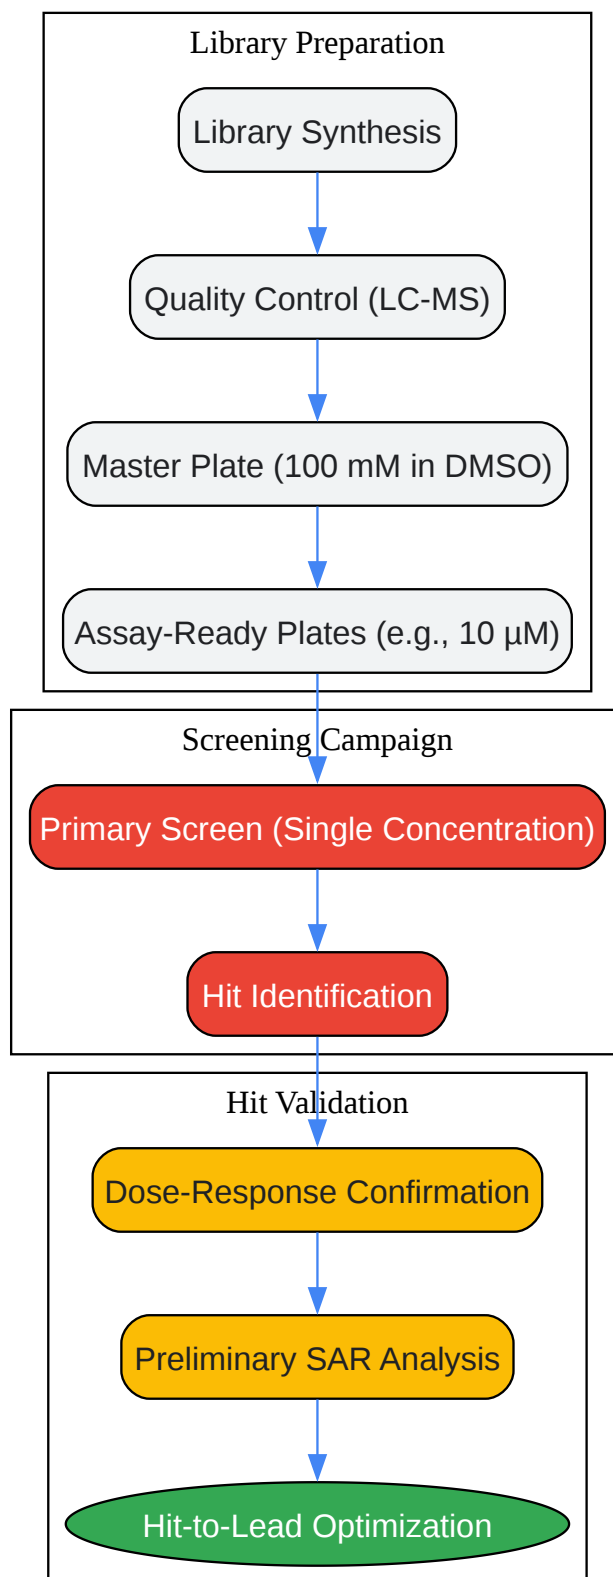 Library Preparation
Library Synthesis
Quality Control (LC-MS)
Master Plate (100 mM in DMSO)
Assay-Ready Plates (e.g., 10 µM)
Screening Campaign
Primary Screen (Single Concentration)
Hit Identification
Hit Validation
Dose-Response Confirmation
Preliminary SAR Analysis
Hit-to-Lead Optimization